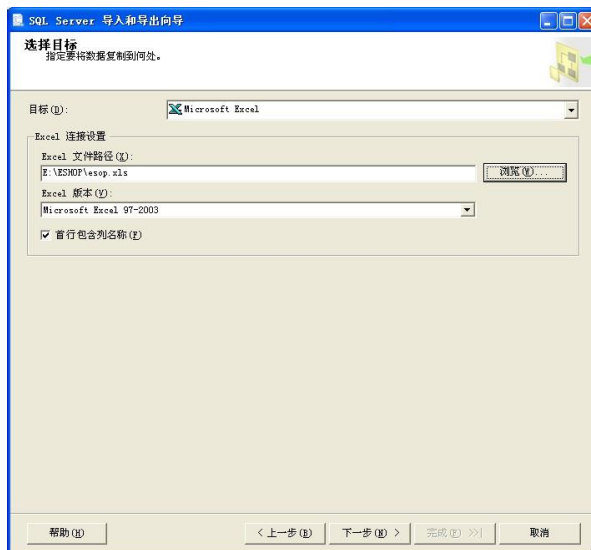 SQL Server 导入和导出向导
选择目标
指定要将数据复制到何处。
目标(D):
Microsoft Excel
Excel 连接设置
Excel 文件路径(X):
E:\ESHOP\esop.xls
浏览(W)...
Excel 版本(V):
Microsoft Excel 97-2003
首行包含列名称(F)
帮助(H)
< 上一步(B)
下一步(N) >
完成(F) >>|
取消